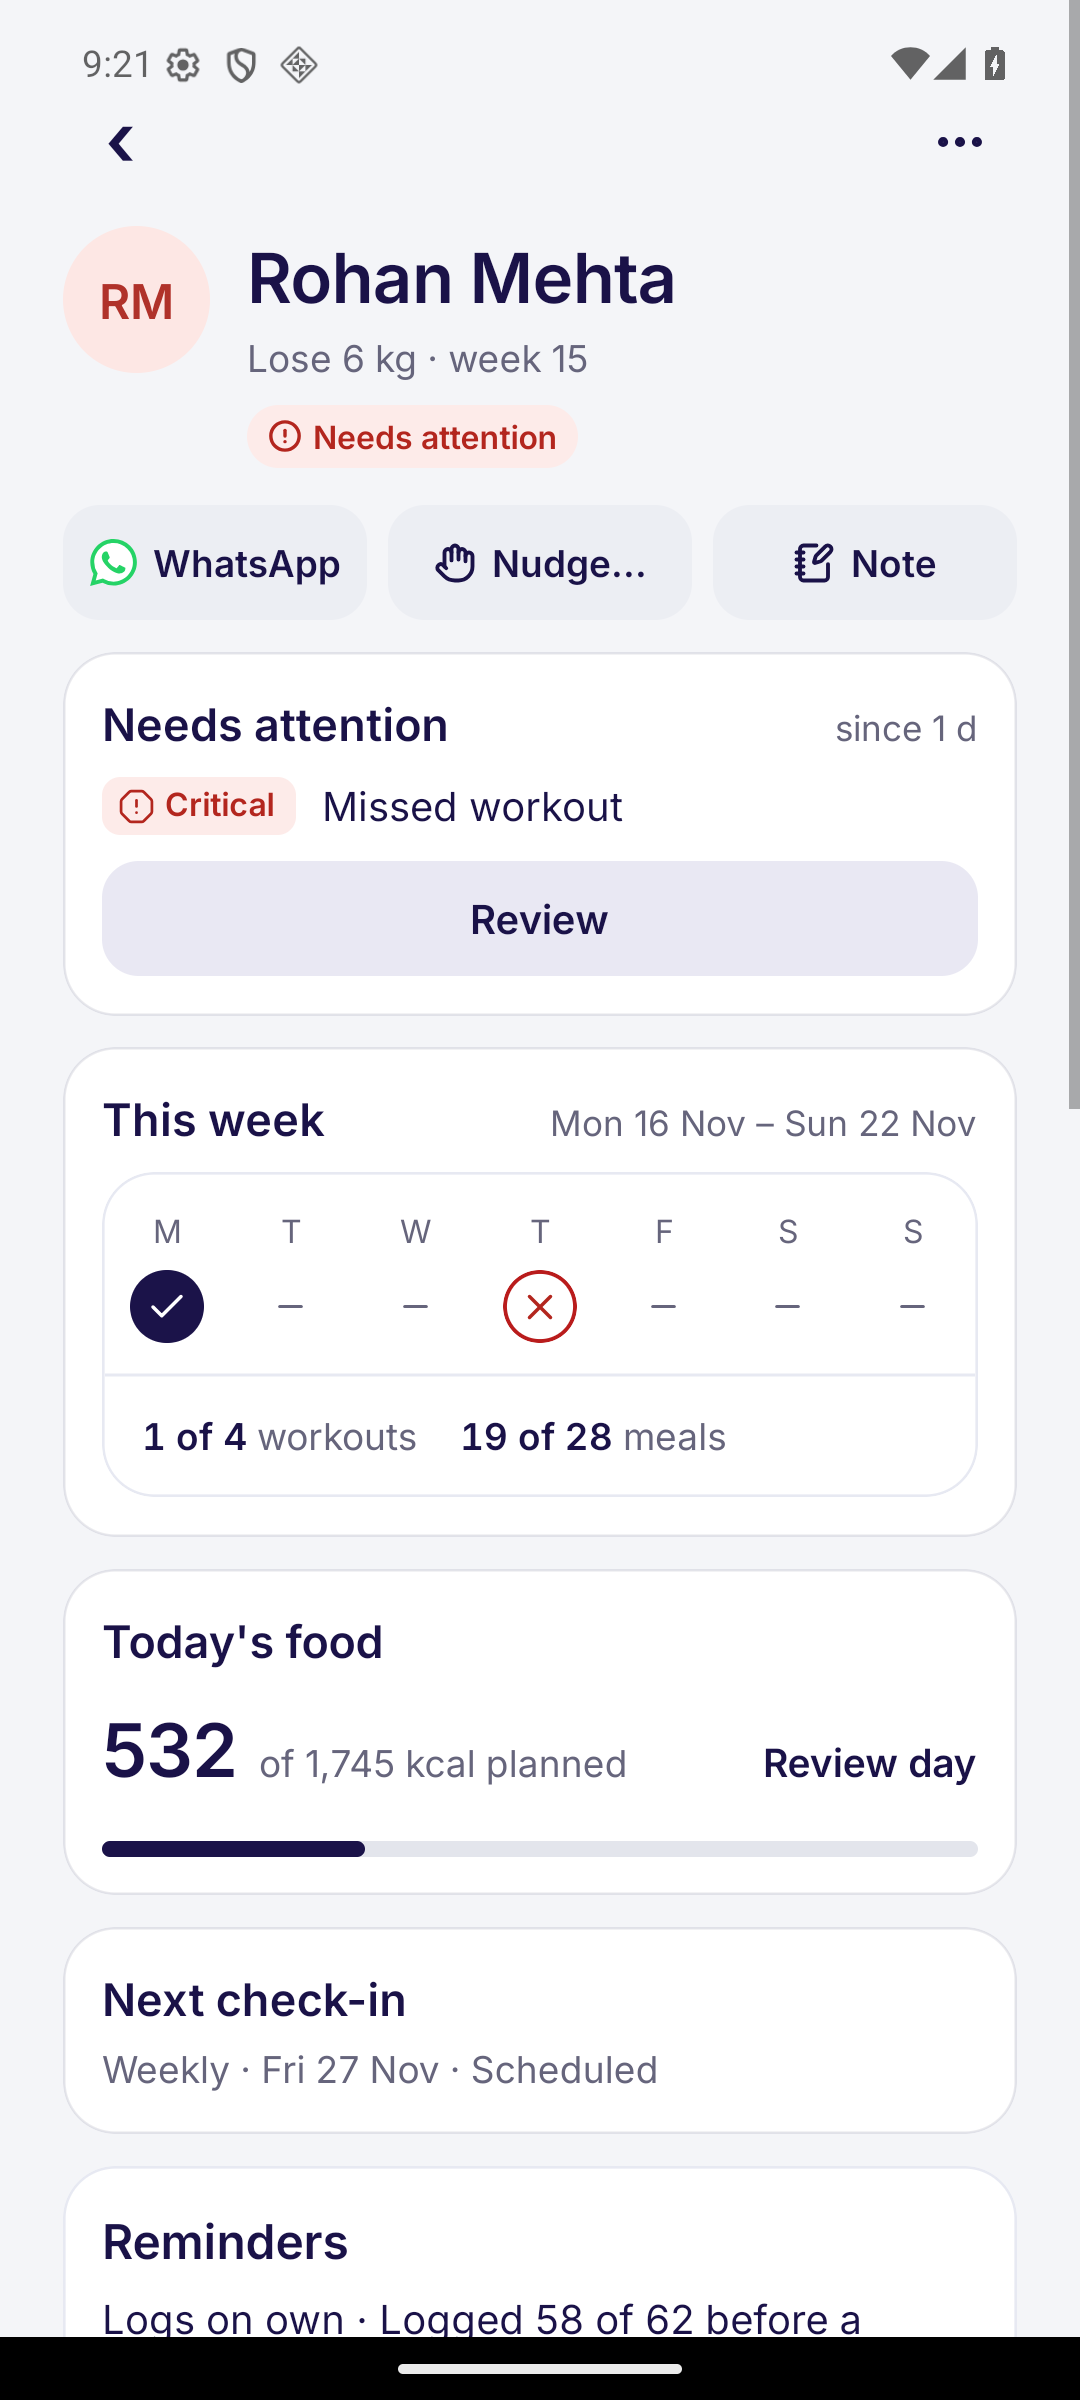 9:21
RM
Rohan Mehta
Lose 6 kg · week 15
Needs attention
WhatsApp
Nudge...
Note
Needs attention
since 1 d
Critical
Missed workout
Review
This week
Mon 16 Nov – Sun 22 Nov
M T W T F S S
1 of 4 workouts 19 of 28 meals
Today's food
532 of 1,745 kcal planned
Review day
Next check-in
Weekly · Fri 27 Nov · Scheduled
Reminders
Logs on own · Logged 58 of 62 before a